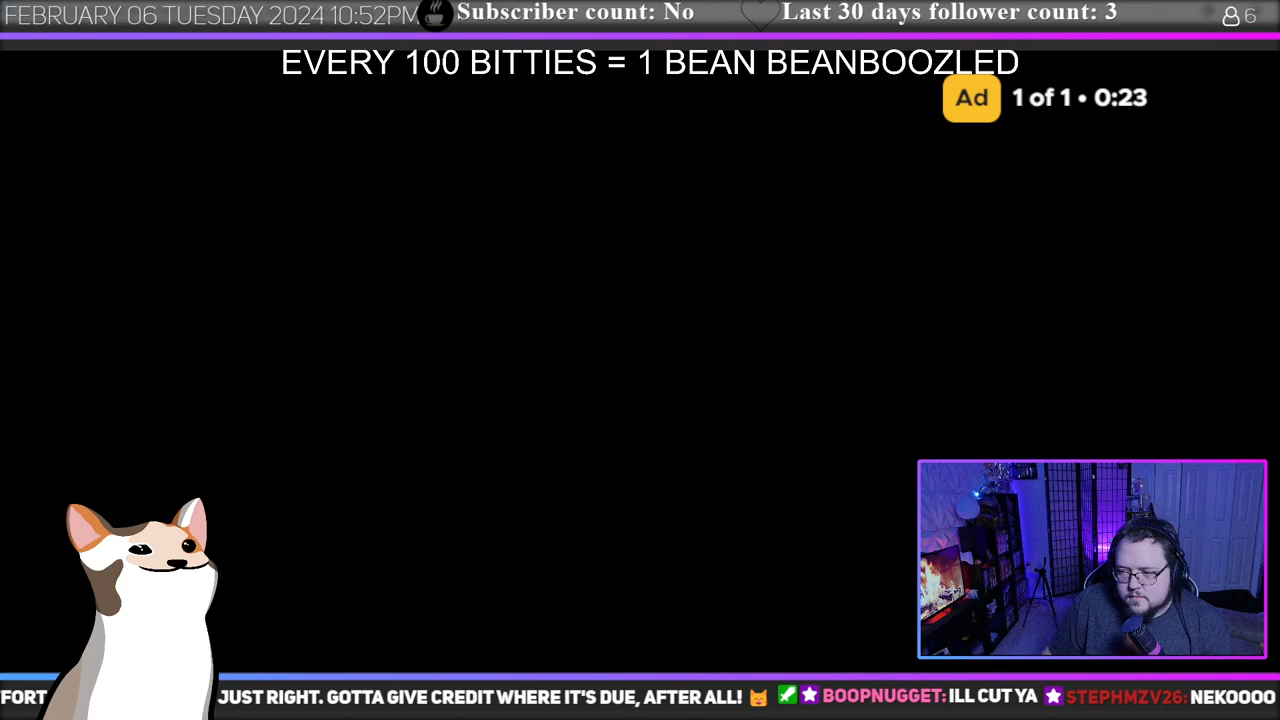 FEBRUARY 06 TUESDAY 2024 10:52PM Subscriber count: No Last 30 days follower count: 3 6
EVERY 100 BITTIES = 1 BEAN BEANBOOZLED
Ad 1 of 1 • 0:23
FORT JUST RIGHT. GOTTA GIVE CREDIT WHERE IT'S DUE, AFTER ALL! BOOPNUGGET: ILL CUT YA STEPHMZV26: NEKOOOO